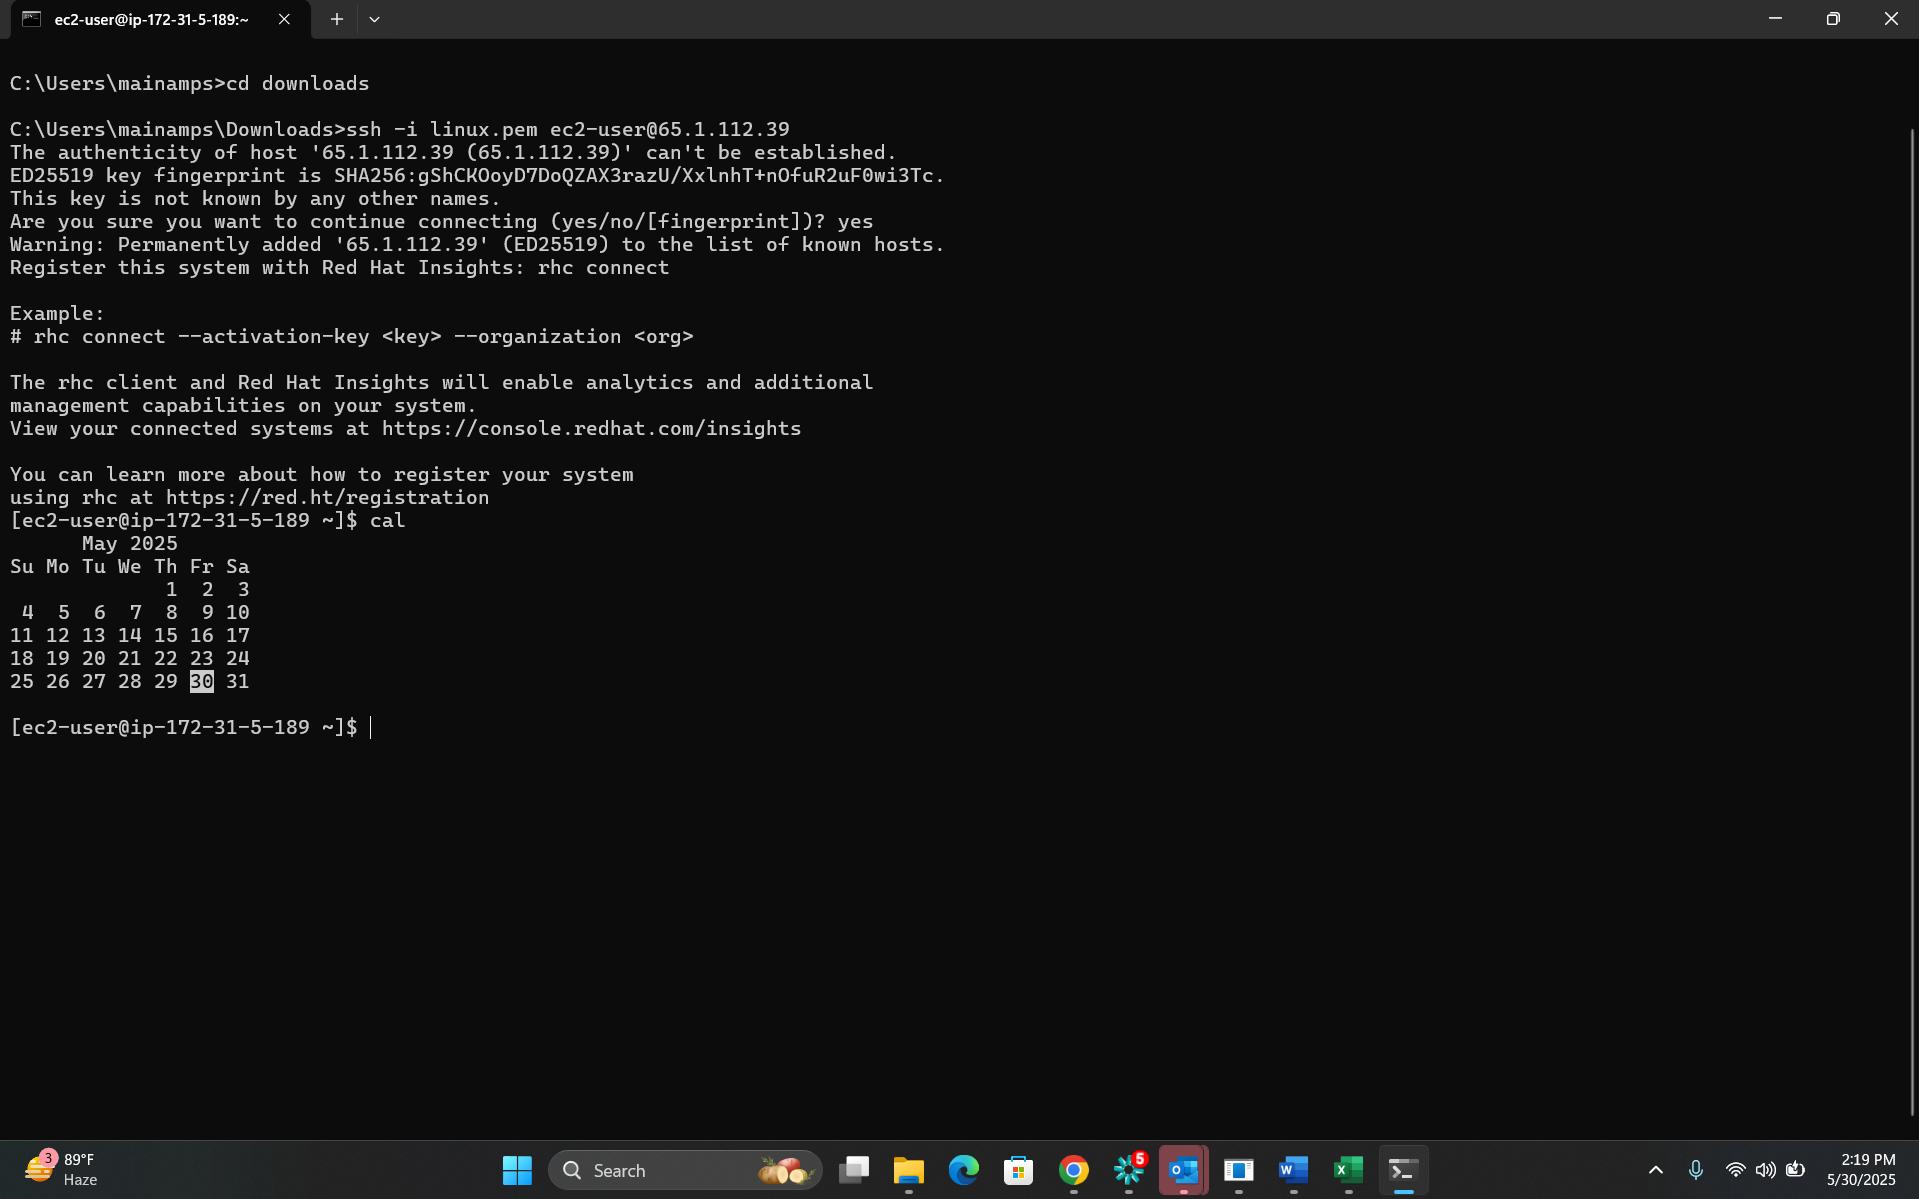 ec2-user@ip-172-31-5-189:~
C:\Users\mainamps>cd downloads
C:\Users\mainamps\Downloads>ssh -i linux.pem ec2-user@65.1.112.39
The authenticity of host '65.1.112.39 (65.1.112.39)' can't be established.
ED25519 key fingerprint is SHA256:gShCKOoyD7DoQZAX3razU/XxlnhT+nOfuR2uF0wi3Tc.
This key is not known by any other names.
Are you sure you want to continue connecting (yes/no/[fingerprint])? yes
Warning: Permanently added '65.1.112.39' (ED25519) to the list of known hosts.
Register this system with Red Hat Insights: rhc connect
Example:
# rhc connect --activation-key <key> --organization <org>
The rhc client and Red Hat Insights will enable analytics and additional
management capabilities on your system.
View your connected systems at https://console.redhat.com/insights
You can learn more about how to register your system
using rhc at https://red.ht/registration
[ec2-user@ip-172-31-5-189 ~]$ cal
May 2025
Su Mo Tu We Th Fr Sa
1 2 3
4 5 6 7 8 9 10
11 12 13 14 15 16 17
18 19 20 21 22 23 24
25 26 27 28 29 30 31
[ec2-user@ip-172-31-5-189 ~]$
3
89°F
Haze
Search
5
2:19 PM
5/30/2025